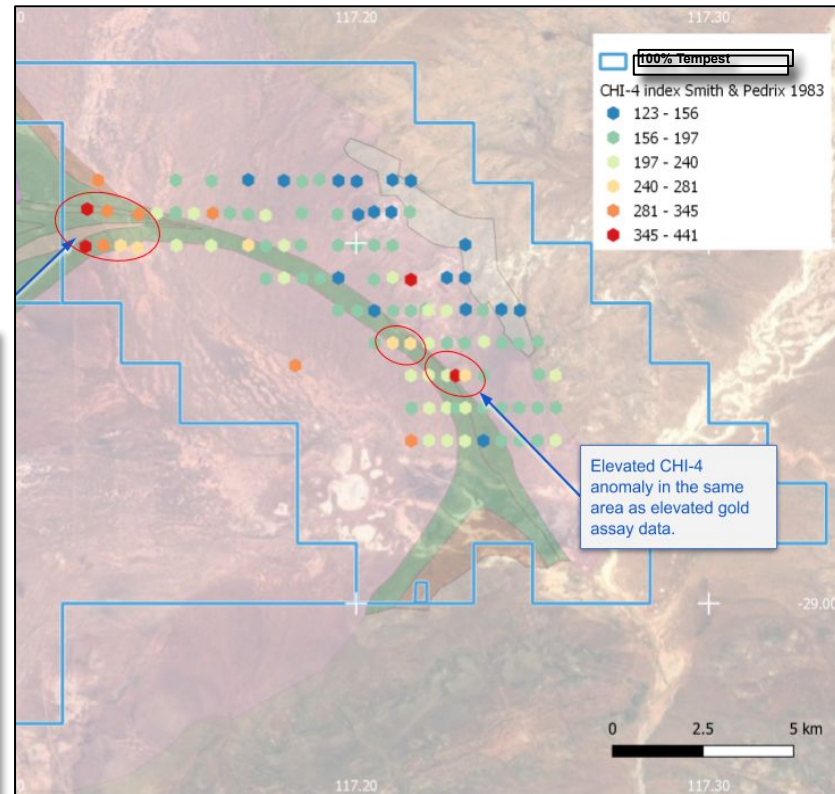 0
117.20
117.30
100% Tempest
CHI-4 index Smith & Pedrix 1983
123 - 156
156 - 197
197 - 240
240 - 281
281 - 345
345 - 441
Elevated CHI-4
anomaly in the same
area as elevated gold
assay data.
-29.00
0 2.5 5 km
0
117.20
117.30